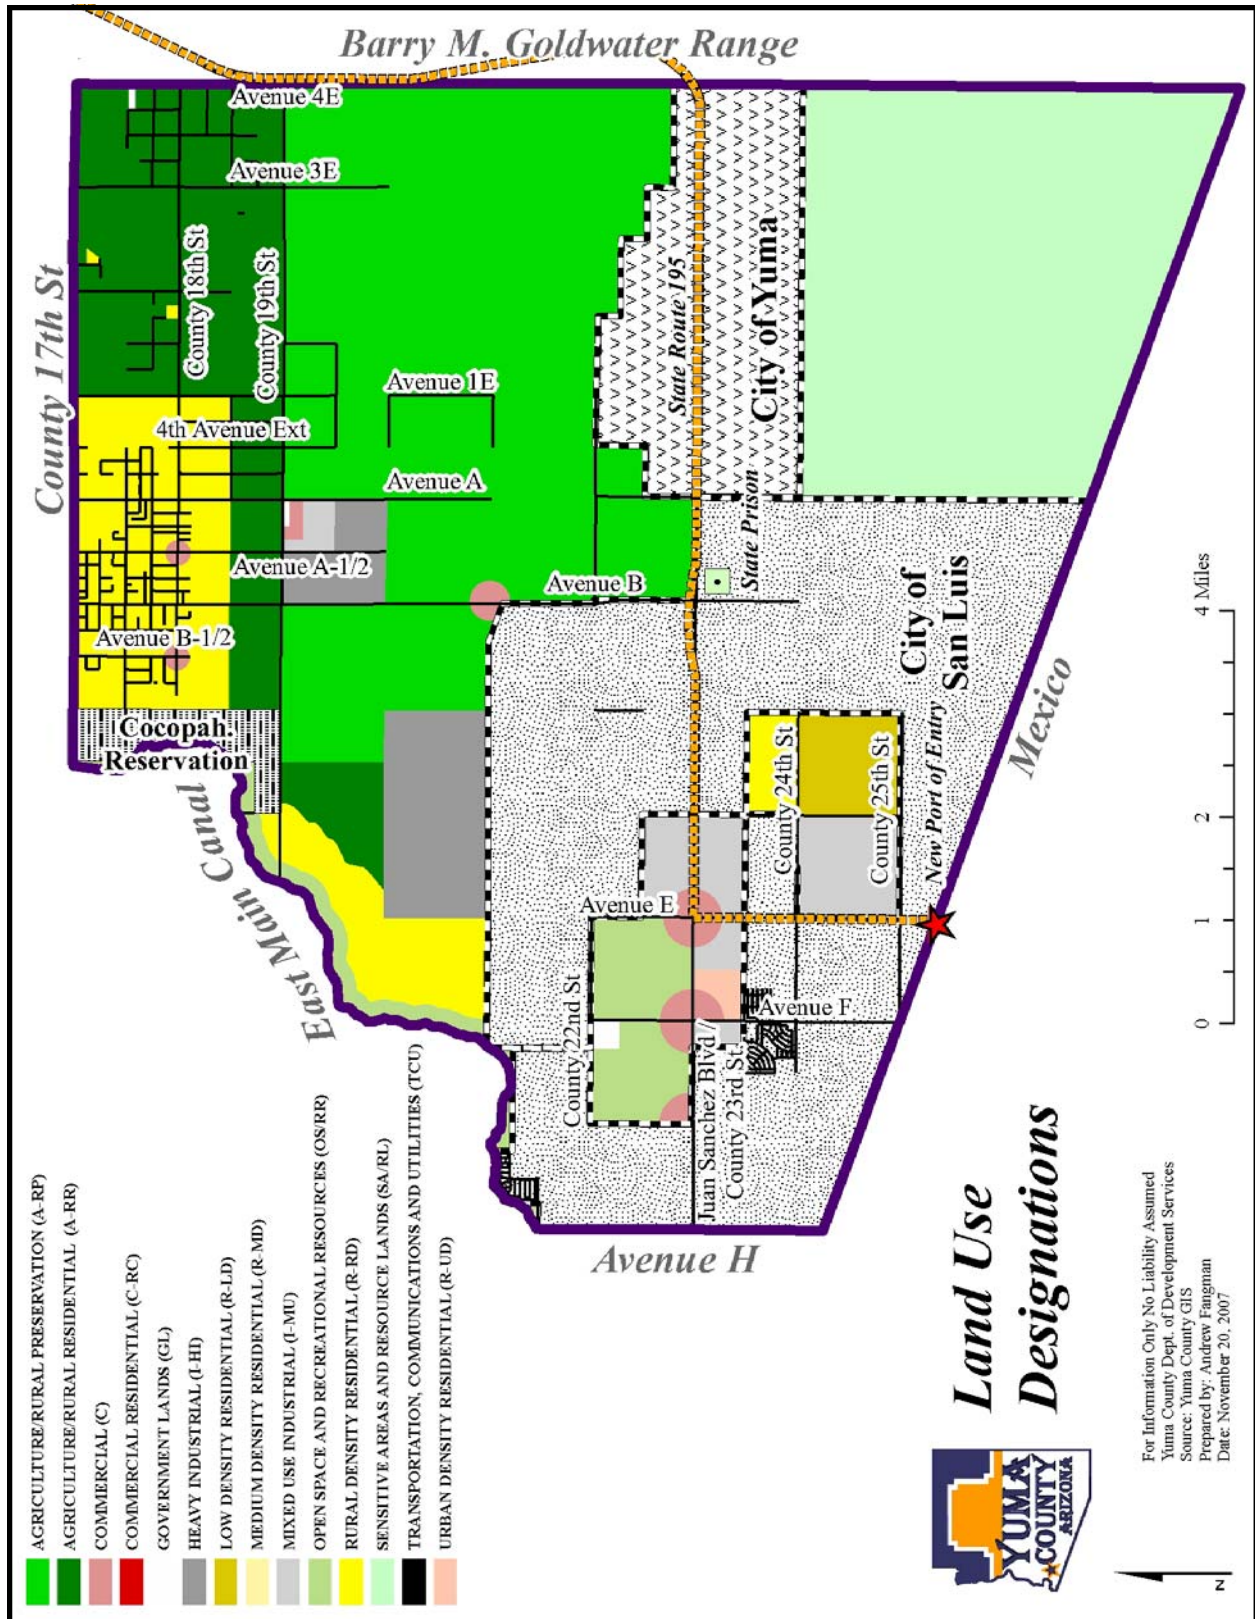 Barry M. Goldwater Range
County 17th St
Avenue 4E
Avenue 3E
County 18th St
County 19th St
Avenue 1E
4th Avenue Ext
Avenue A
Avenue A-1/2
Avenue B
Avenue B-1/2
Cocopah.
Reservation
East Main Canal
State Route 195
City of Yuma
State Prison
City of
San Luis
Mexico
County 24th St
County 25th St
New Port of Entry
Avenue E
County 22nd St
Avenue F
Juan Sanchez Blvd /
County 23rd St.
Avenue H
4 Miles
2
1
0
AGRICULTURE/RURAL PRESERVATION (A-RP)
AGRICULTURE/RURAL RESIDENTIAL (A-RR)
COMMERCIAL (C)
COMMERCIAL RESIDENTIAL (C-RC)
GOVERNMENT LANDS (GL)
HEAVY INDUSTRIAL (I-HI)
LOW DENSITY RESIDENTIAL (R-LD)
MEDIUM DENSITY RESIDENTIAL (R-MD)
MIXED USE INDUSTRIAL (I-MU)
OPEN SPACE AND RECREATIONAL RESOURCES (OS/RR)
RURAL DENSITY RESIDENTIAL (R-RD)
SENSITIVE AREAS AND RESOURCE LANDS (SA/RL)
TRANSPORTATION, COMMUNICATIONS AND UTILITIES (TCU)
URBAN DENSITY RESIDENTIAL (R-UD)
Land Use
Designations
YUMA
COUNTY
ARIZONA
For Information Only No Liability Assumed
Yuma County Dept. of Development Services
Source: Yuma County GIS
Prepared by: Andrew Fangman
Date: November 20, 2007
N